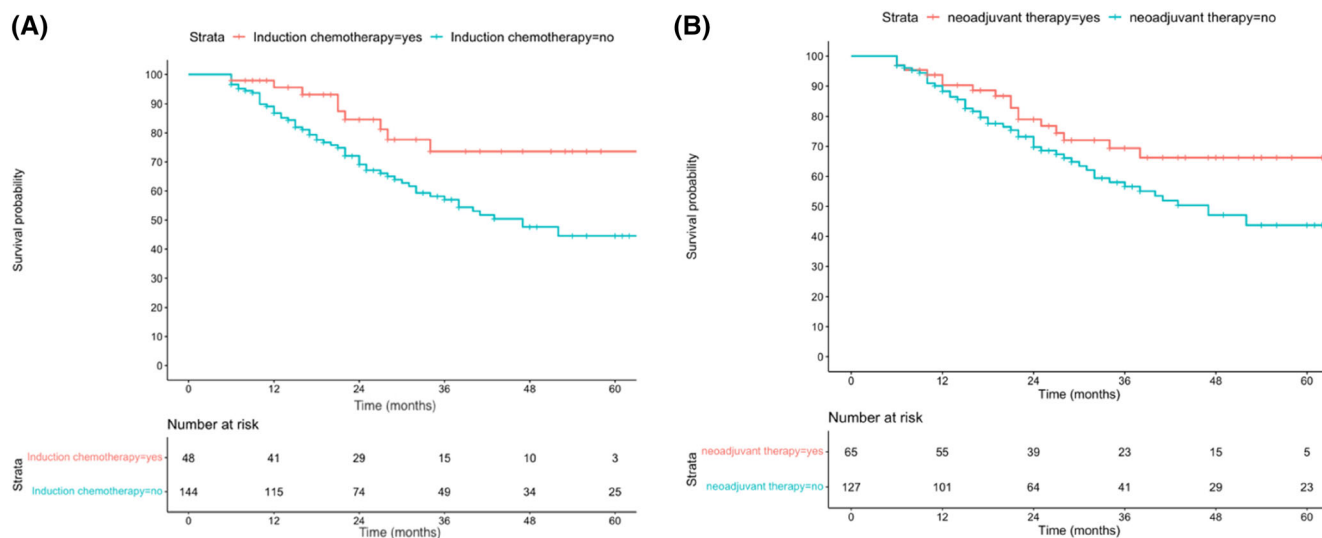 (A)
Strata Induction chemotherapy=yes Induction chemotherapy=no
Survival probability
100
90
80
70
60
50
40
30
20
10
0
0 12 24 36 48 60
Time (months)
Number at risk
Strata
Induction chemotherapy=yes 48 41 29 15 10 3
Induction chemotherapy=no 144 115 74 49 34 25
0 12 24 36 48 60
Time (months)
(B)
Strata neoadjuvant therapy=yes neoadjuvant therapy=no
Survival probability
100
90
80
70
60
50
40
30
20
10
0
0 12 24 36 48 60
Time (months)
Number at risk
Strata
neoadjuvant therapy=yes 65 55 39 23 15 5
neoadjuvant therapy=no 127 101 64 41 29 23
0 12 24 36 48 60
Time (months)